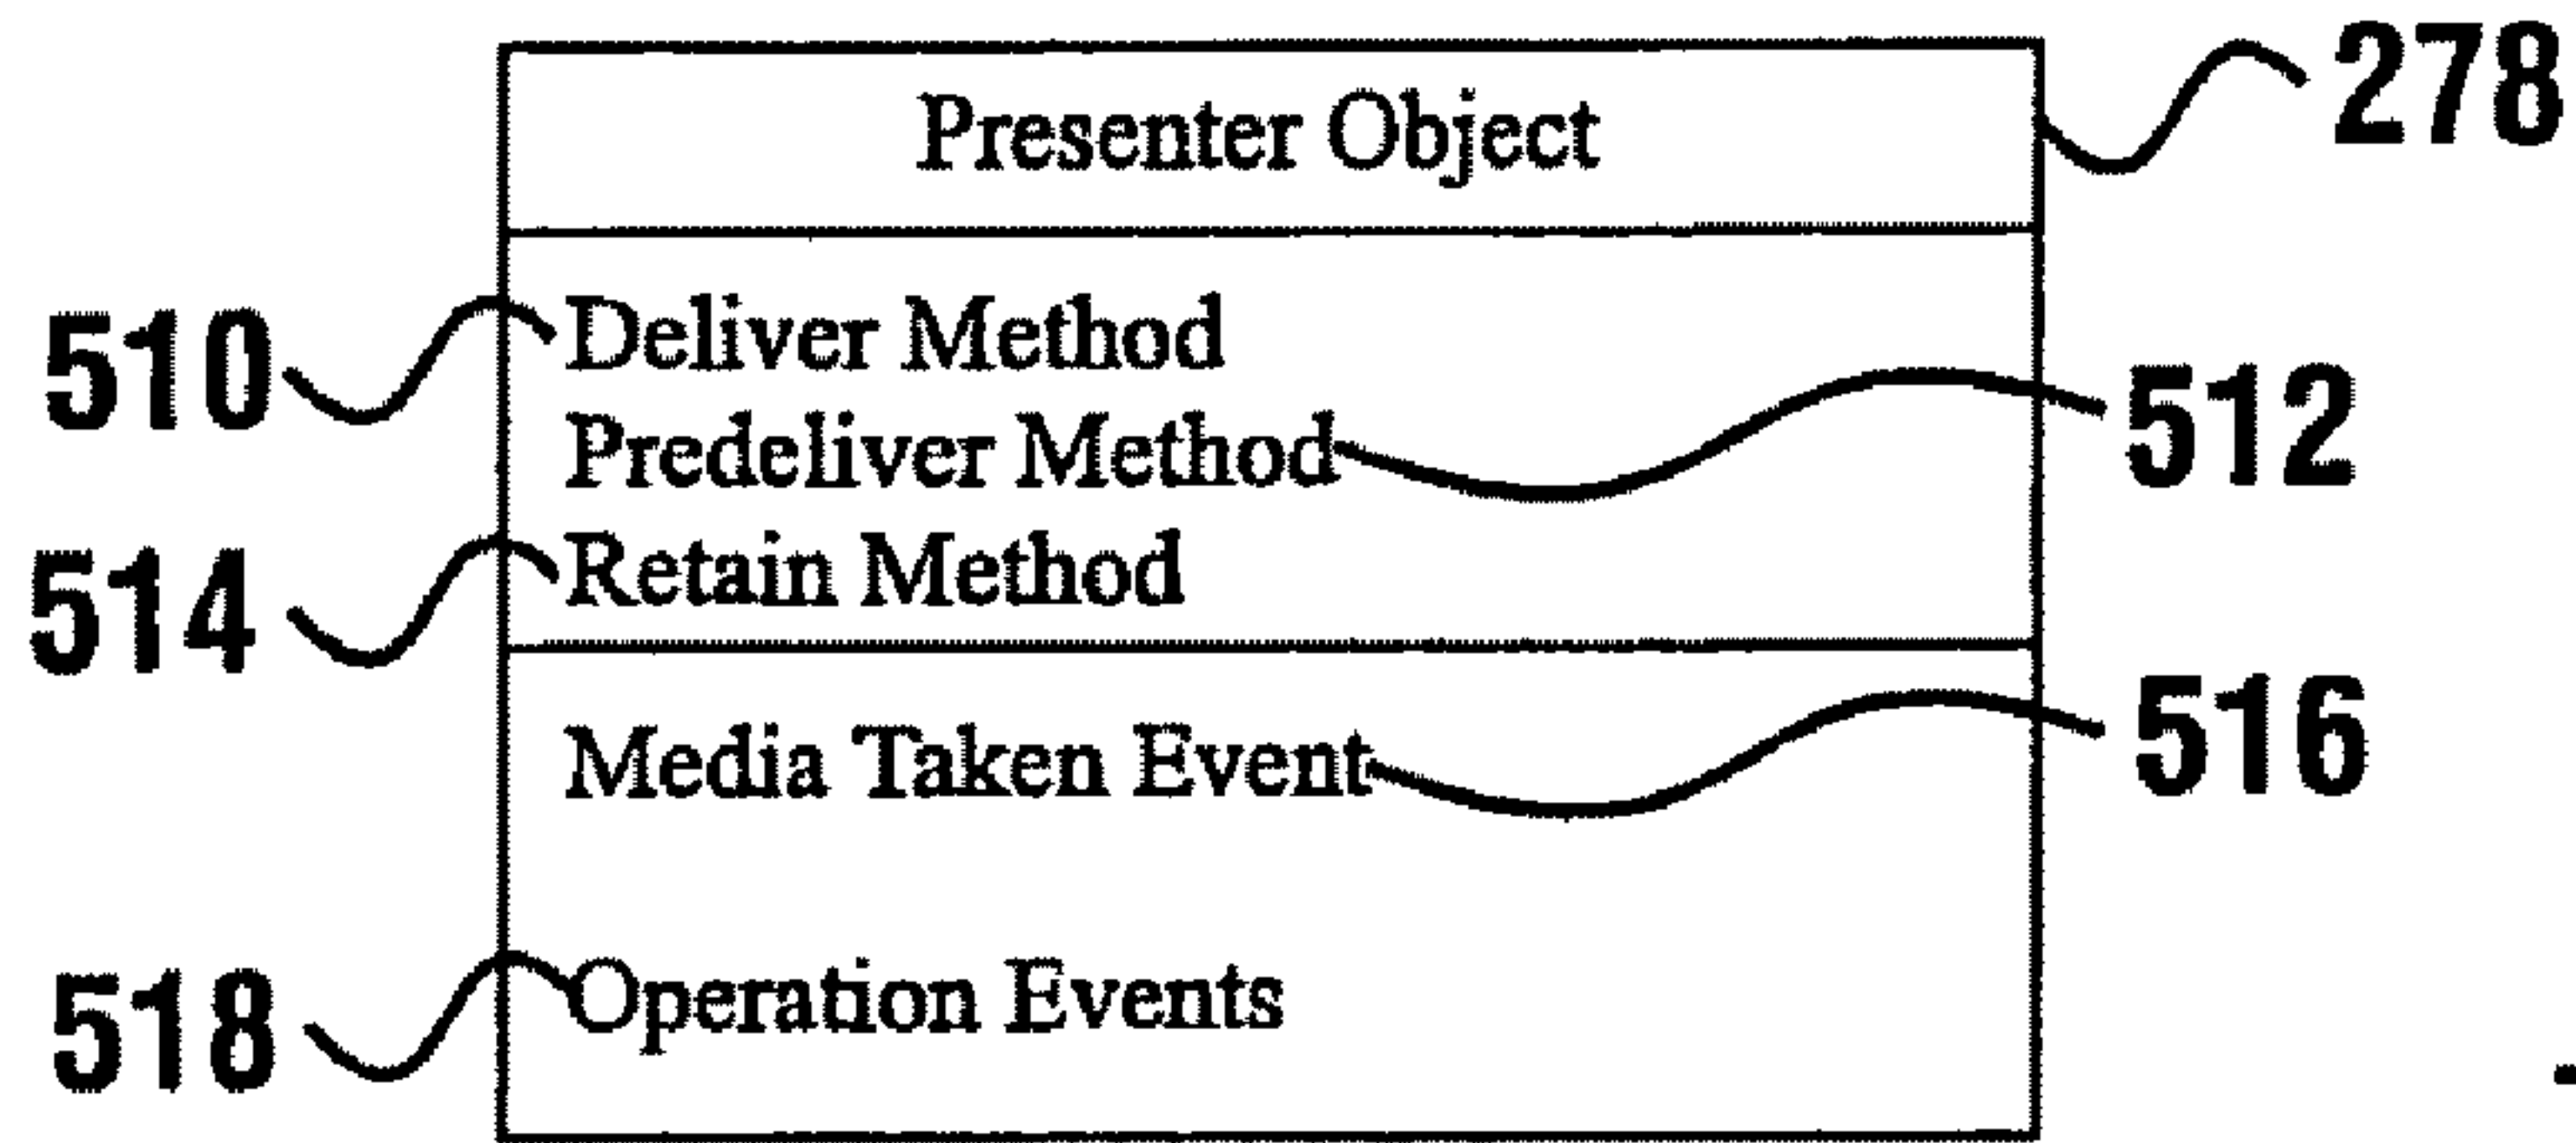 Presenter Object
278
510
Deliver Method
Predeliver Method
512
514
Retain Method
Media Taken Event
516
518
Operation Events